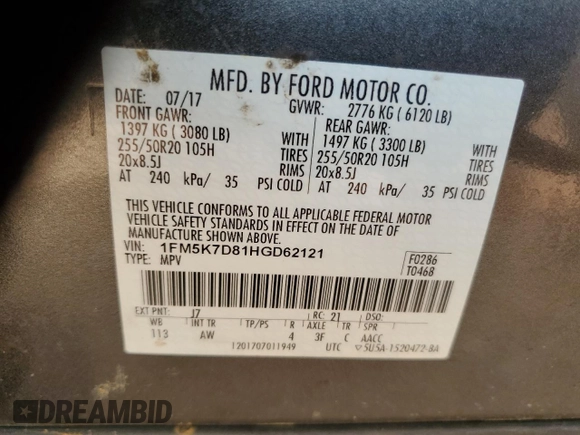 MFD. BY FORD MOTOR CO.
DATE: 07/17 GVWR: 2776 KG ( 6120 LB)
FRONT GAWR: REAR GAWR:
1397 KG ( 3080 LB) WITH 1497 KG ( 3300 LB) WITH
255/50R20 105H TIRES 255/50R20 105H TIRES
20x8.5J RIMS 20x8.5J RIMS
AT 240 kPa/ 35 PSI COLD AT 240 kPa/ 35 PSI COLD
THIS VEHICLE CONFORMS TO ALL APPLICABLE FEDERAL MOTOR
VEHICLE SAFETY STANDARDS IN EFFECT ON THE DATE OF
MANUFACTURE SHOWN ABOVE.
VIN: 1FM5K7D81HGD62121
TYPE: MPV
F0286
T0468
EXT PNT: J7 RC: 21 DSO:
WB INT TR TP/PS R AXLE TR SPR
113 AW 4 3F C AACC
1201707011949 UTC ▽5U5A-1520472-BA
DREAMBID